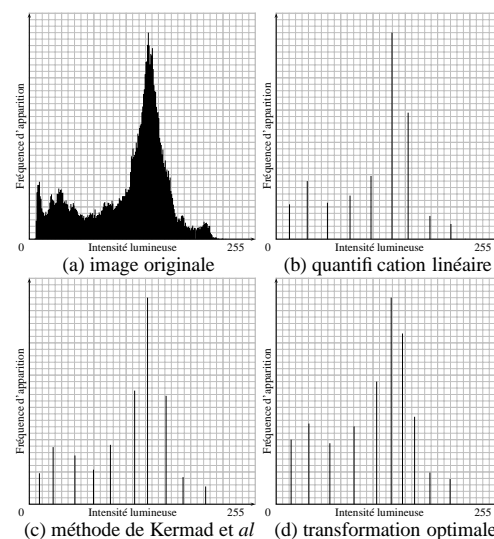 Fréquence d'apparition
0 Intensité lumineuse 255
(a) image originale
Fréquence d'apparition
0 Intensité lumineuse 255
(b) quantifi cation linéaire
Fréquence d'apparition
0 Intensité lumineuse 255
(c) méthode de Kermad et al
Fréquence d'apparition
0 Intensité lumineuse 255
(d) transformation optimale